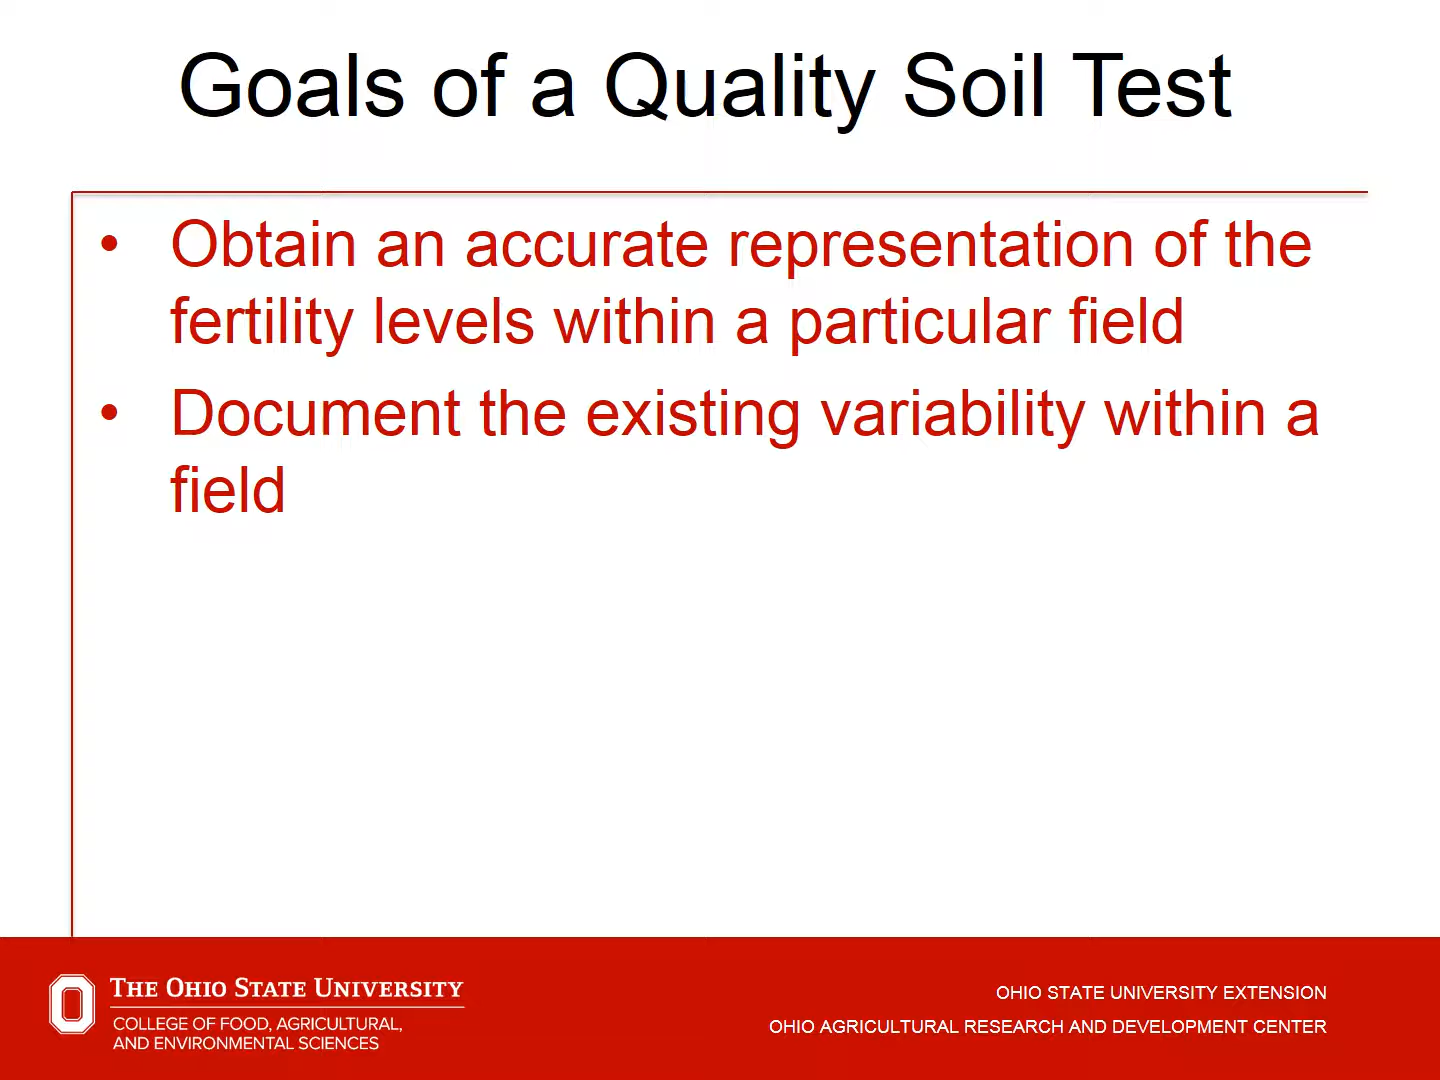 Goals of a Quality Soil Test
• Obtain an accurate representation of the
fertility levels within a particular field
• Document the existing variability within a
field
THE OHIO STATE UNIVERSITY
COLLEGE OF FOOD, AGRICULTURAL,
AND ENVIRONMENTAL SCIENCES
OHIO STATE UNIVERSITY EXTENSION
OHIO AGRICULTURAL RESEARCH AND DEVELOPMENT CENTER